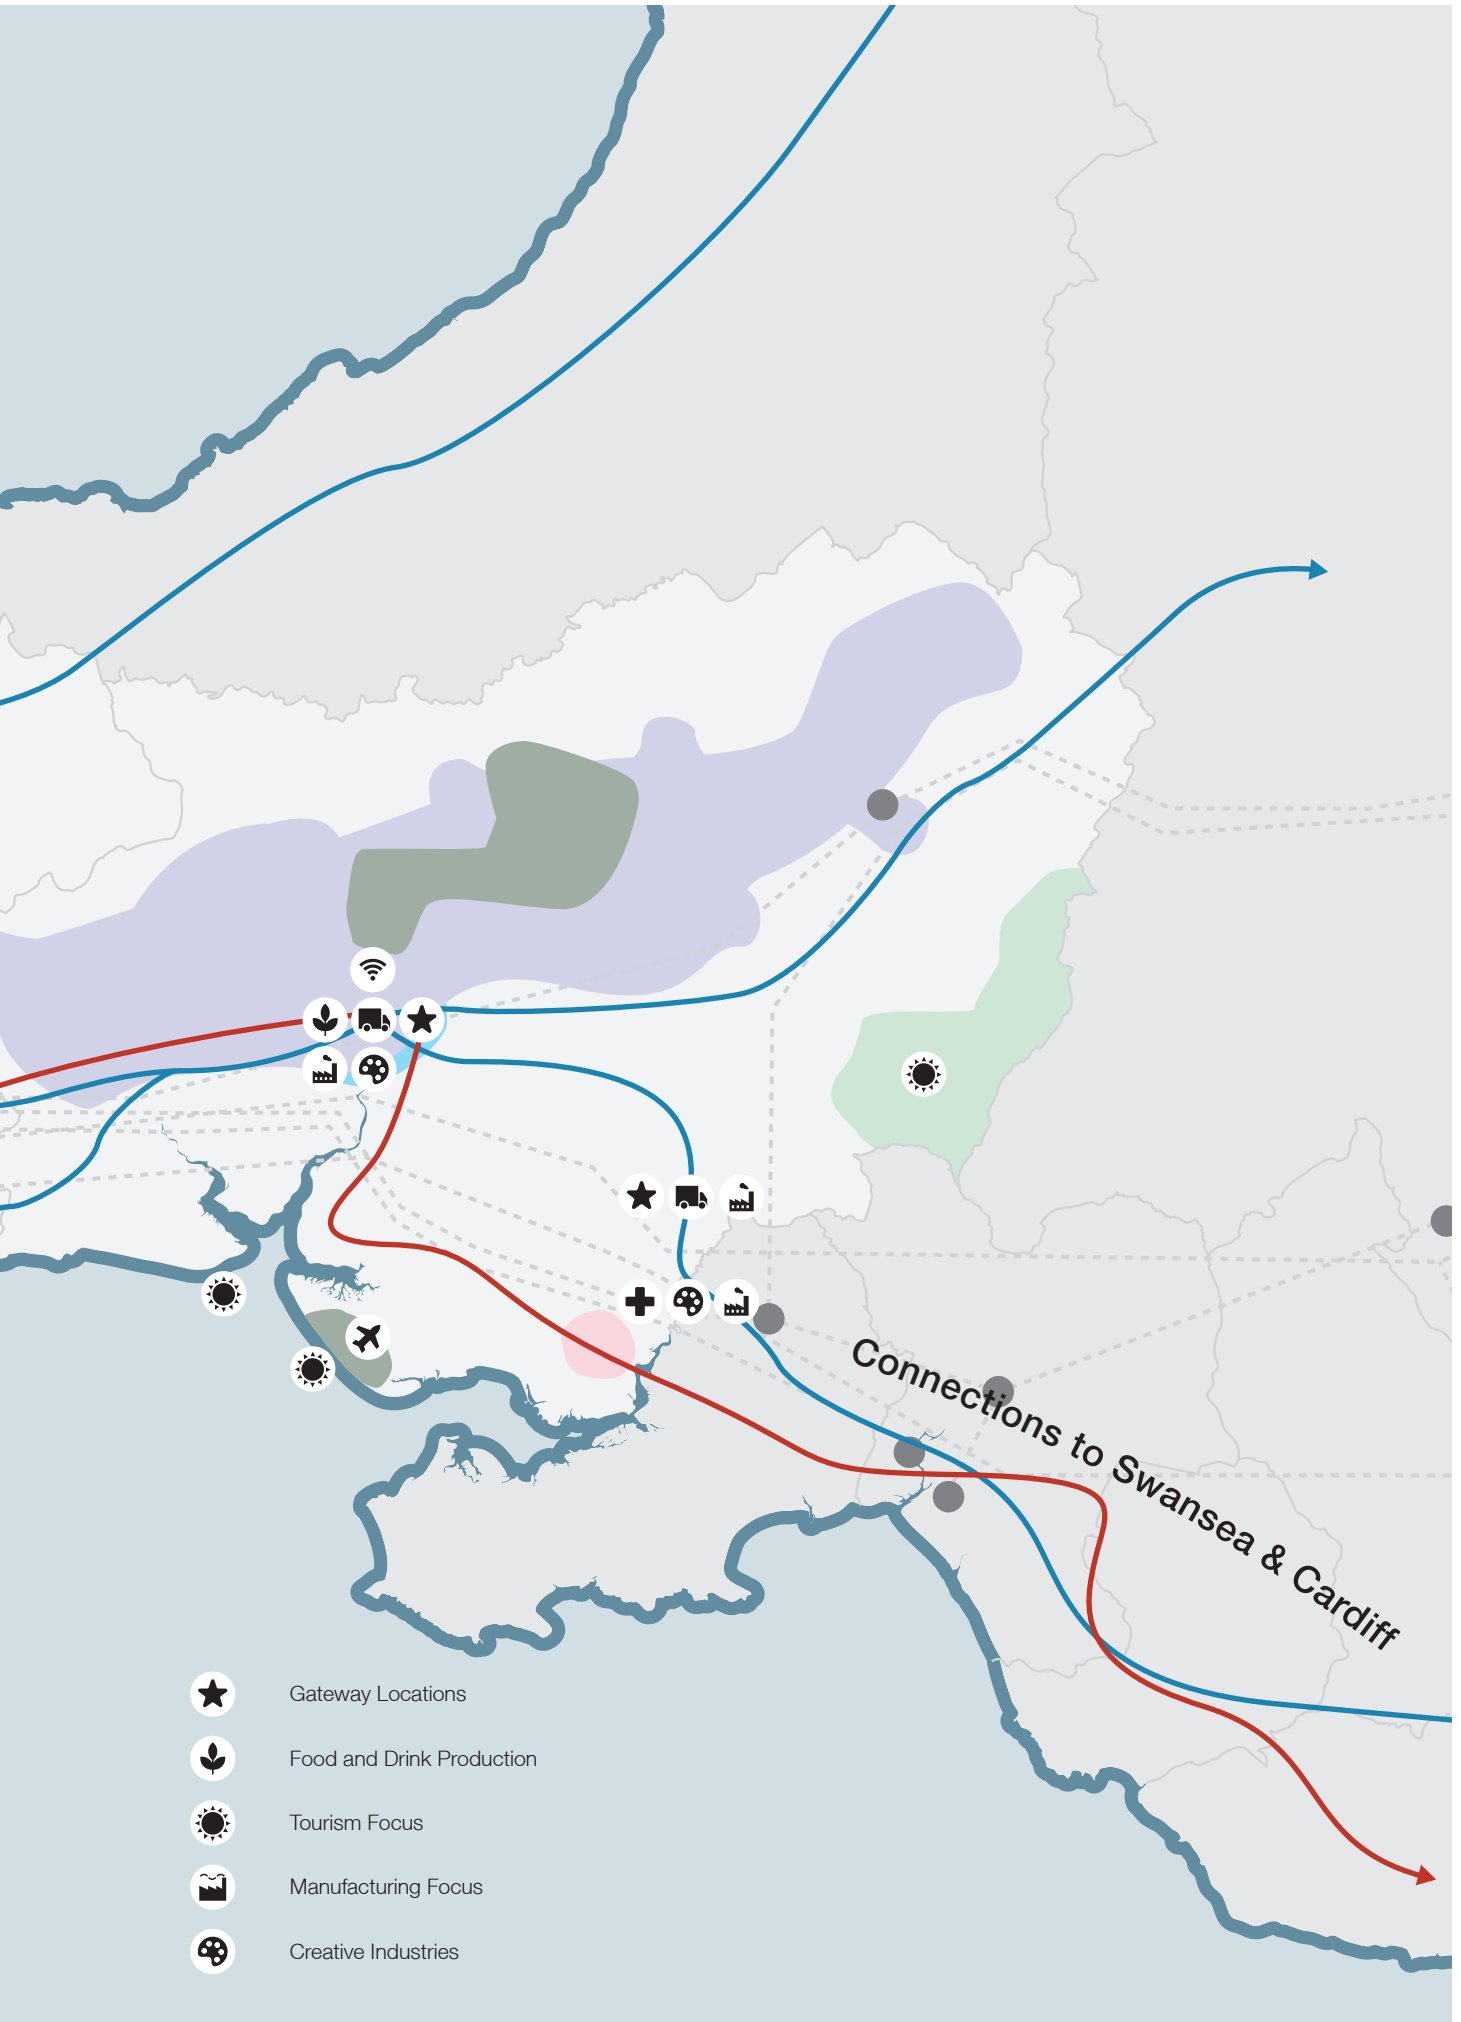 Connections to Swansea & Cardiff
Gateway Locations
Food and Drink Production
Tourism Focus
Manufacturing Focus
Creative Industries